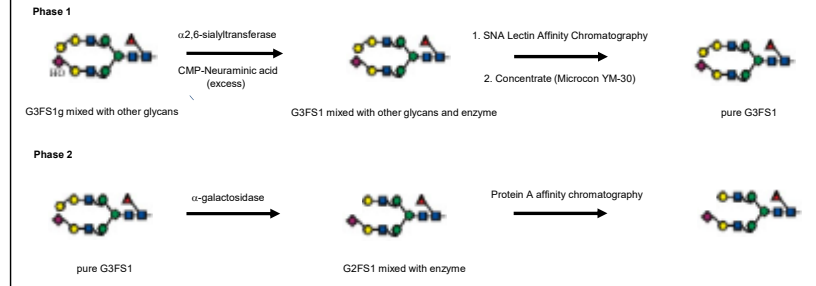 Phase 1
α2,6-sialyltransferase
CMP-Neuraminic acid
(excess)
1. SNA Lectin Affinity Chromatography
2. Concentrate (Microcon YM-30)
G3FS1g mixed with other glycans
G3FS1 mixed with other glycans and enzyme
pure G3FS1
Phase 2
α-galactosidase
Protein A affinity chromatography
pure G3FS1
G2FS1 mixed with enzyme